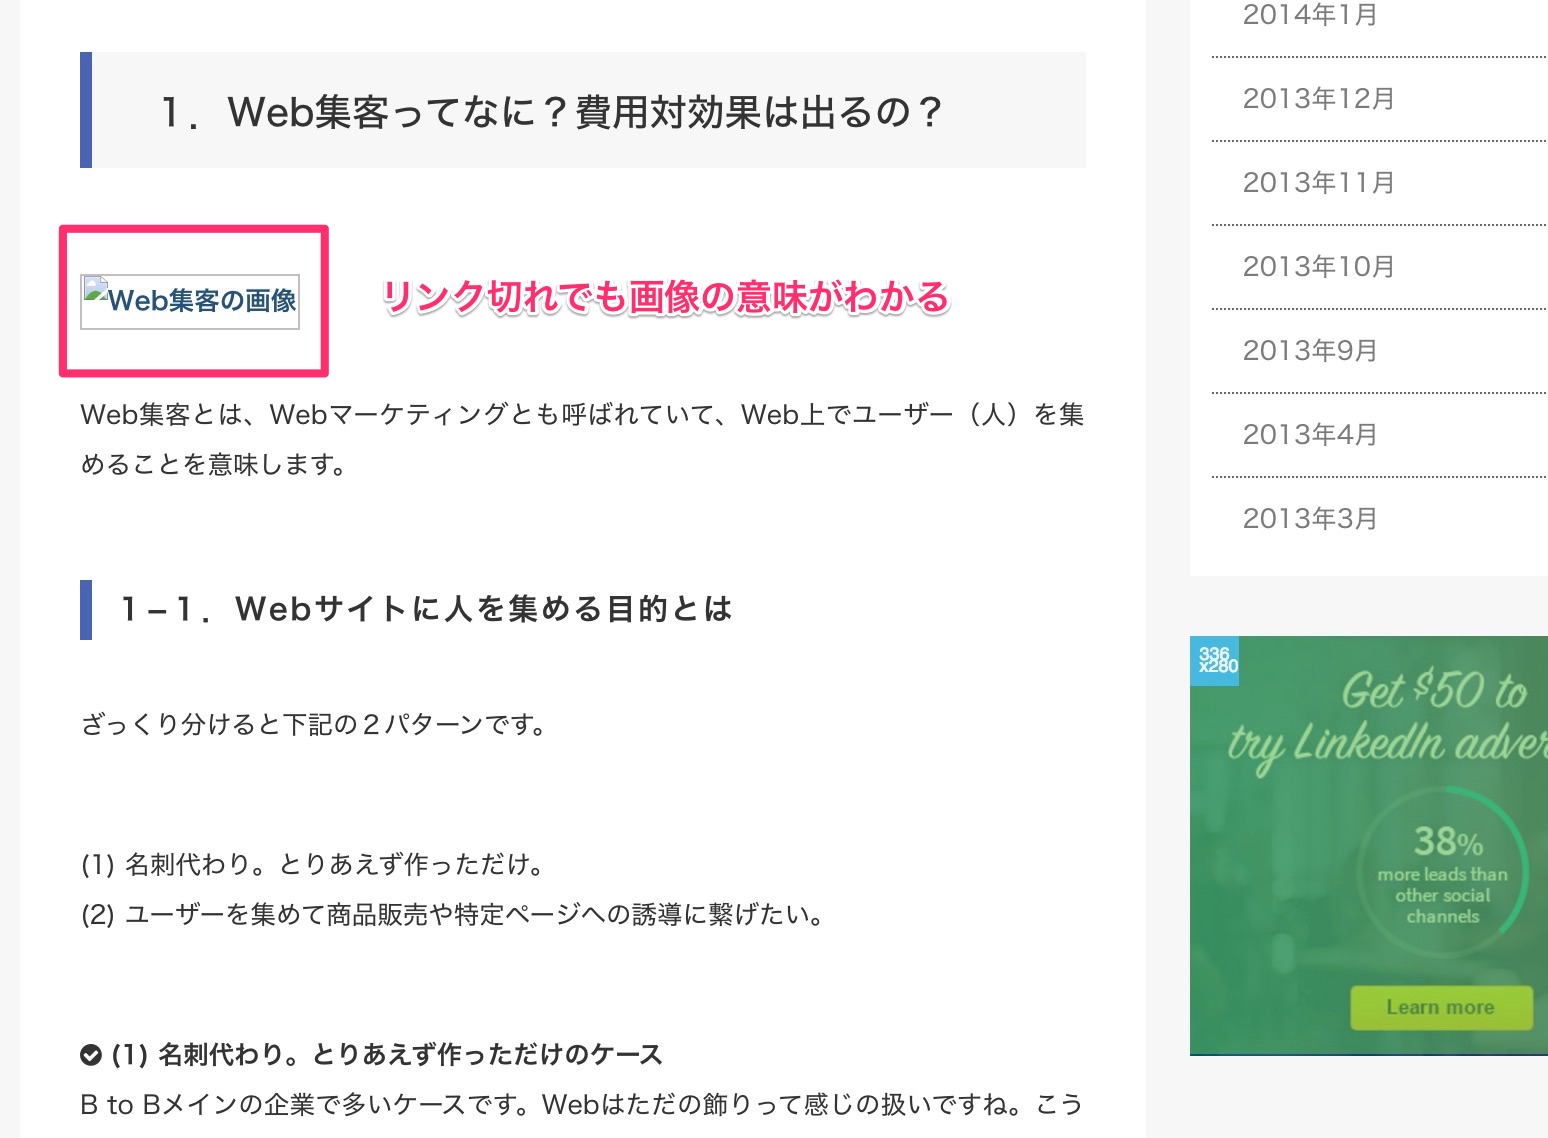 1．Web集客ってなに？費用対効果は出るの？
Web集客の画像
リンク切れでも画像の意味がわかる
Web集客とは、Webマーケティングとも呼ばれていて、Web上でユーザー（人）を集
めることを意味します。
1−1．Webサイトに人を集める目的とは
ざっくり分けると下記の２パターンです。
(1) 名刺代わり。とりあえず作っただけ。
(2) ユーザーを集めて商品販売や特定ページへの誘導に繋げたい。
(1) 名刺代わり。とりあえず作っただけのケース
B to Bメインの企業で多いケースです。Webはただの飾りって感じの扱いですね。こう
2014年1月
2013年12月
2013年11月
2013年10月
2013年9月
2013年4月
2013年3月
336
x280
Get $50 to
try LinkedIn adver
38%
more leads than
other social
channels
Learn more